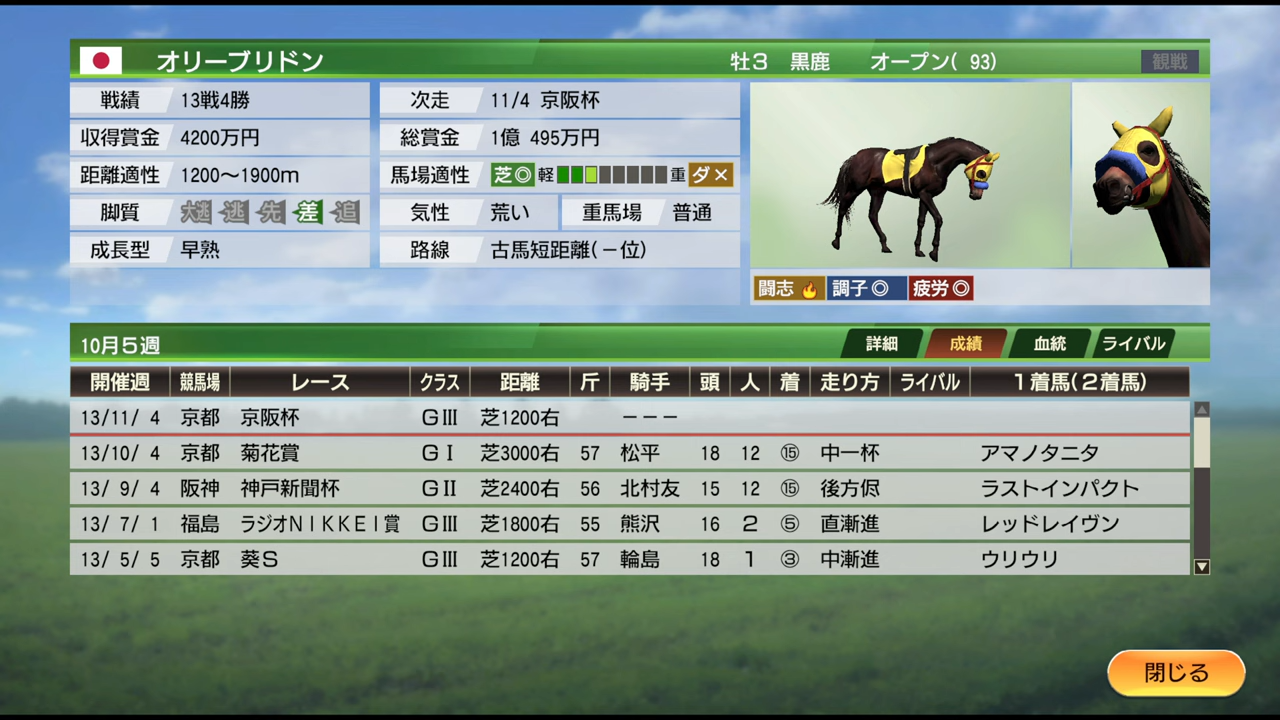 オリーブリドン 牡3 黒鹿 オープン( 93) 観戦
戦績 13戦4勝 次走 11/4 京阪杯
収得賞金 4200万円 総賞金 1億 495万円
距離適性 1200～1900m 馬場適性 芝◎ 軽 重 ダ×
脚質 大逃 逃 先 差 追 気性 荒い 重馬場 普通
成長型 早熟 路線 古馬短距離(－位)
闘志 調子◎ 疲労◎
10月5週 詳細 成績 血統 ライバル
開催週 競馬場 レース クラス 距離 斤 騎手 頭 人 着 走り方 ライバル 1着馬(2着馬)
13/11/ 4 京都 京阪杯 GⅢ 芝1200右 －－－
13/10/ 4 京都 菊花賞 GⅠ 芝3000右 57 松平 18 12 ⑮ 中一杯 アマノタニタ
13/ 9/ 4 阪神 神戸新聞杯 GⅡ 芝2400右 56 北村友 15 12 ⑮ 後方侭 ラストインパクト
13/ 7/ 1 福島 ラジオNIKKEI賞 GⅢ 芝1800右 55 熊沢 16 2 ⑤ 直漸進 レッドレイヴン
13/ 5/ 5 京都 葵S GⅢ 芝1200右 57 輪島 18 1 ③ 中漸進 ウリウリ
閉じる